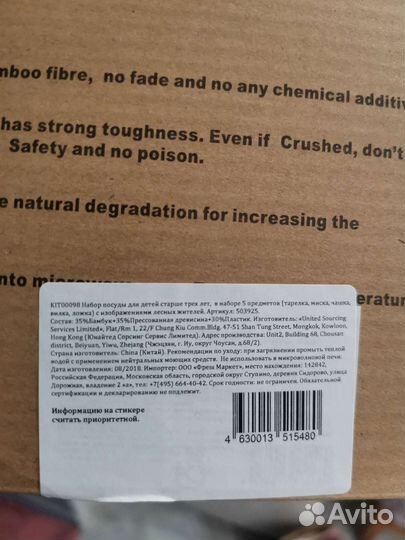 mboo fibre, no fade and no any chemical additiv
has strong toughness. Even if Crushed, don't
Safety and no poison.
e natural degradation for increasing the
nto
eratur
KIT00098 Набор посуды для детей старше трех лет, в наборе 5 предметов (тарелка, миска, чашка,
вилка, ложка) с изображениями лесных жителей. Артикул: 503925.
Состав: 35%Бамбук+35%Прессованная древисина+30%Пластик. Изготовитель: «United Sourcing
Services Limited», Flat/Rm 1, 22/F Chung Kiu Comm.Bldg. 47-51 Shan Tung Street, Mongkok, Kowloon,
Hong Kong (Юнайтед Сорсинг Сервис Лимитед). Место нахождения: Unit2, Building 68, Chousan
district, Beiyuan, Yiwu, Zhejang (Чжэцзян, г. Иу, округ Чоусан, д.68/2).
Страна изготовитель: China (Китай). Рекомендации по уходу: при загрязнении промыть теплой
водой с применением нейтральных моющих средств. Не использовать в микроволновой печи.
Дата изготовления: 08/2018. Импортер: ООО «Фреш Маркет», место нахождения: 142842,
Российская Федерация, Московская область, городской округ Ступино, деревня Сидорово, улица
Дорожная, владение 2 «а», тел: +7(495) 664-40-42. Срок годности: не ограничен. Обязательной
сертификации и декларированию не подлежит.
Информацию на стикере
считать приоритетной.
4 630013 515480
Avito